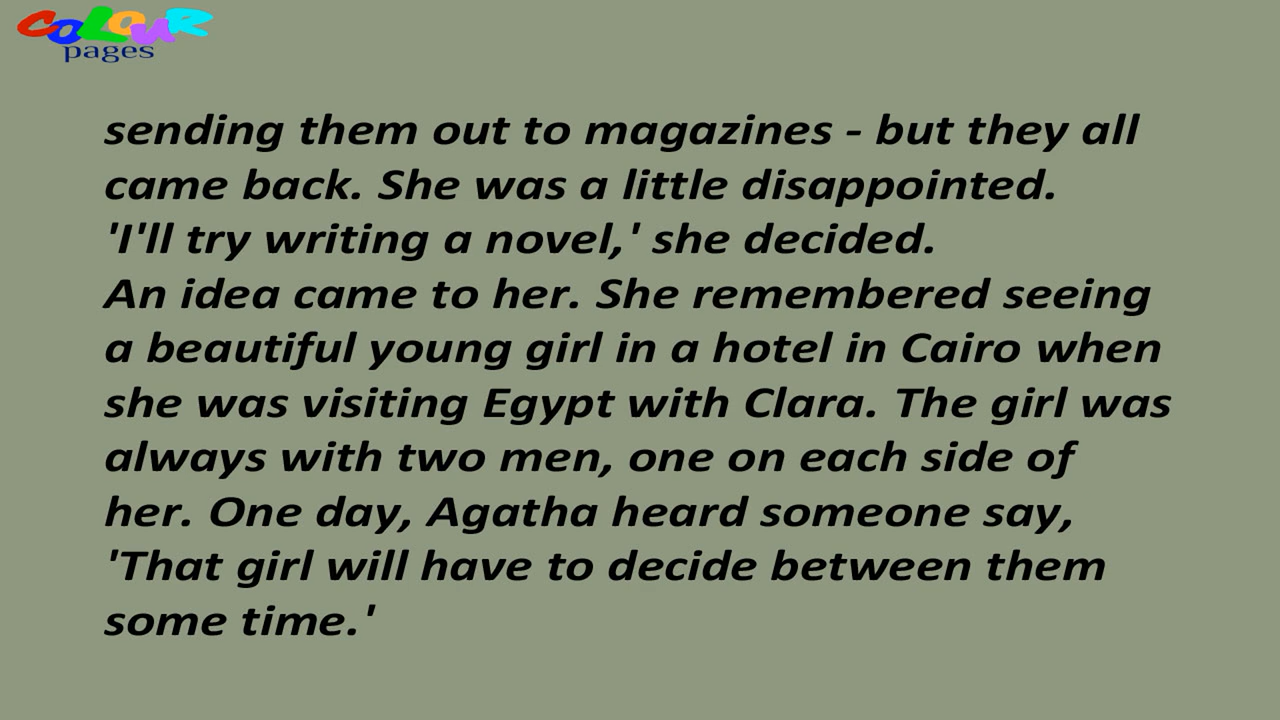 COLOUR
pages
sending them out to magazines - but they all
came back. She was a little disappointed.
'I'll try writing a novel,' she decided.
An idea came to her. She remembered seeing
a beautiful young girl in a hotel in Cairo when
she was visiting Egypt with Clara. The girl was
always with two men, one on each side of
her. One day, Agatha heard someone say,
'That girl will have to decide between them
some time.'